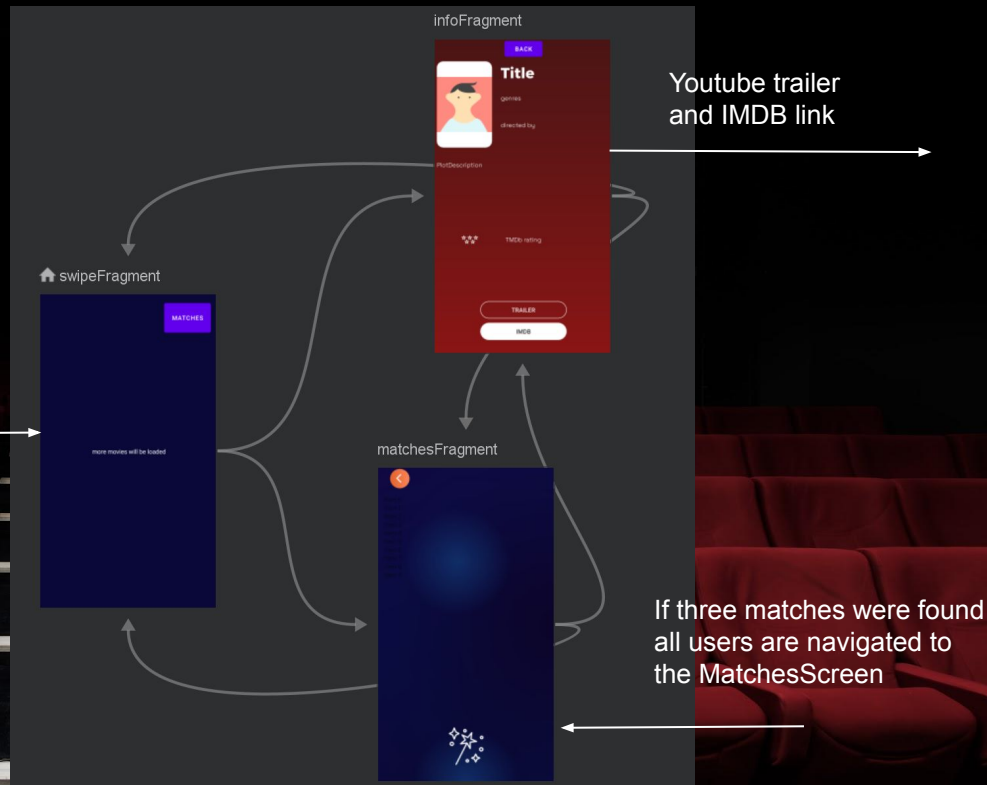 infoFragment
BACK
Title
genres
directed by
PlotDescription
TMDb rating
TRAILER
IMDB
Youtube trailer
and IMDB link
swipeFragment
MATCHES
more movies will be loaded
matchesFragment
If three matches were found
all users are navigated to
the MatchesScreen